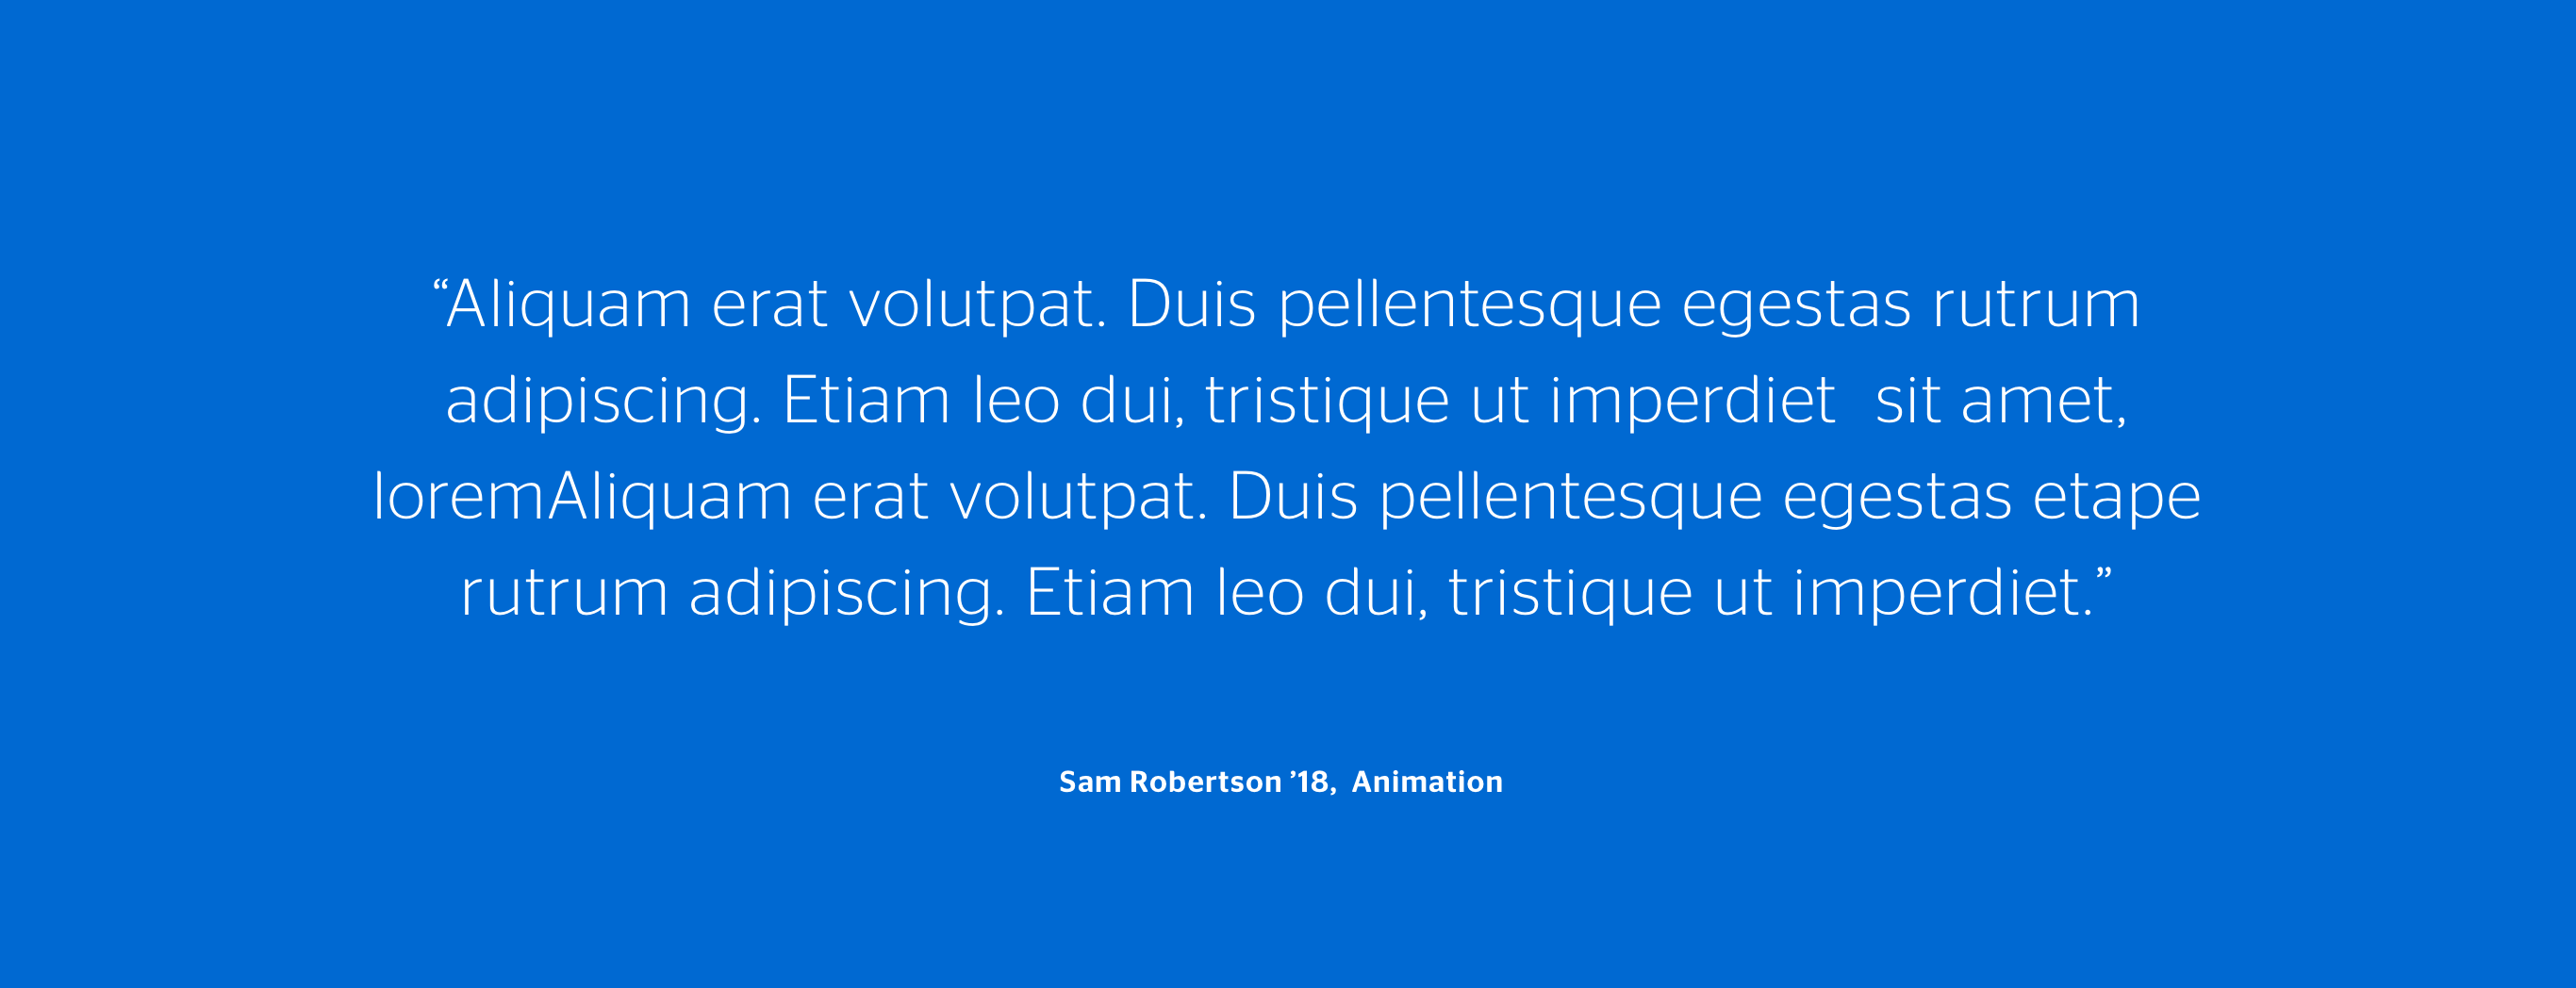 “Aliquam erat volutpat. Duis pellentesque egestas rutrum
adipiscing. Etiam leo dui, tristique ut imperdiet  sit amet,
loremAliquam erat volutpat. Duis pellentesque egestas etape
rutrum adipiscing. Etiam leo dui, tristique ut imperdiet.”
Sam Robertson ’18,  Animation